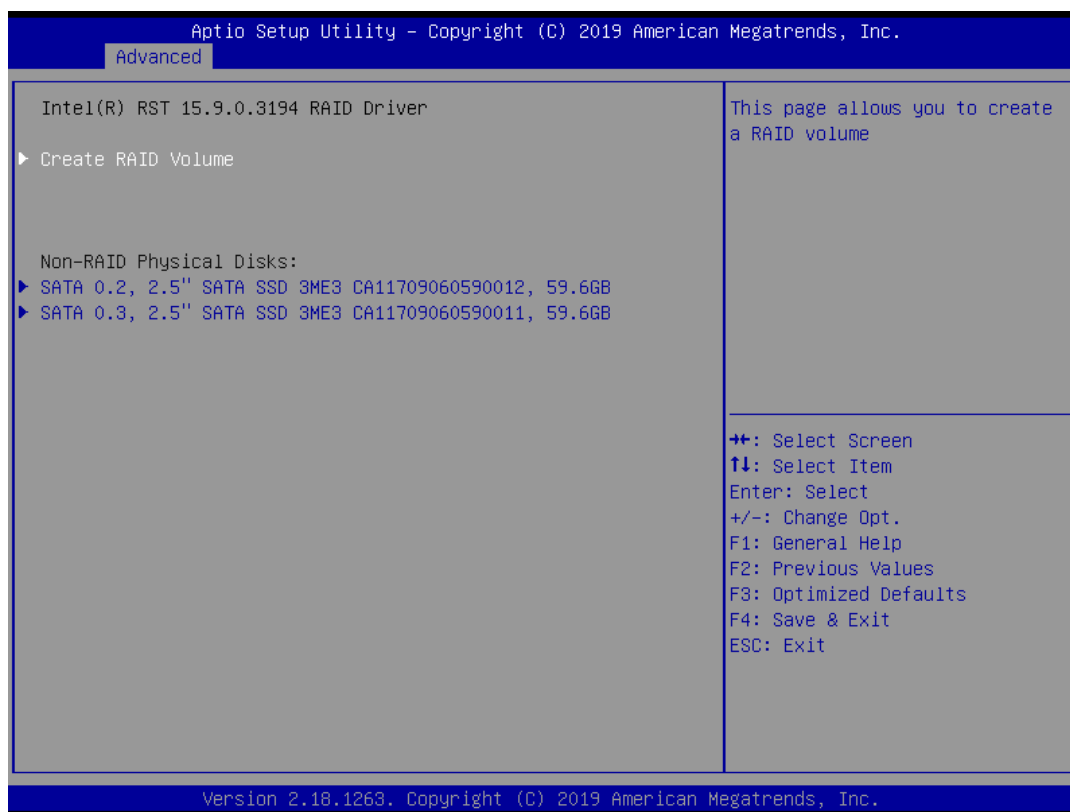 Aptio Setup Utility – Copyright (C) 2019 American Megatrends, Inc.
Advanced
Intel(R) RST 15.9.0.3194 RAID Driver
▶ Create RAID Volume
Non-RAID Physical Disks:
▶ SATA 0.2, 2.5" SATA SSD 3ME3 CA11709060590012, 59.6GB
▶ SATA 0.3, 2.5" SATA SSD 3ME3 CA11709060590011, 59.6GB
This page allows you to create
a RAID volume
→←: Select Screen
↑↓: Select Item
Enter: Select
+/-: Change Opt.
F1: General Help
F2: Previous Values
F3: Optimized Defaults
F4: Save & Exit
ESC: Exit
Version 2.18.1263. Copyright (C) 2019 American Megatrends, Inc.